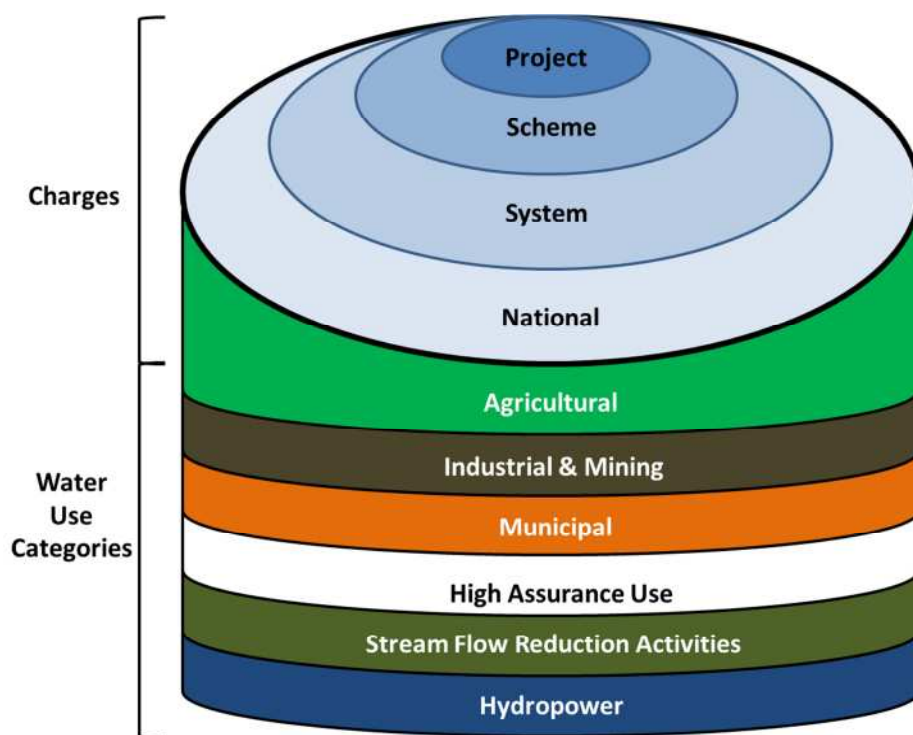 Project
Scheme
Charges
System
National
Agricultural
Industrial & Mining
Water
Use
Categories
Municipal
High Assurance Use
Stream Flow Reduction Activities
Hydropower